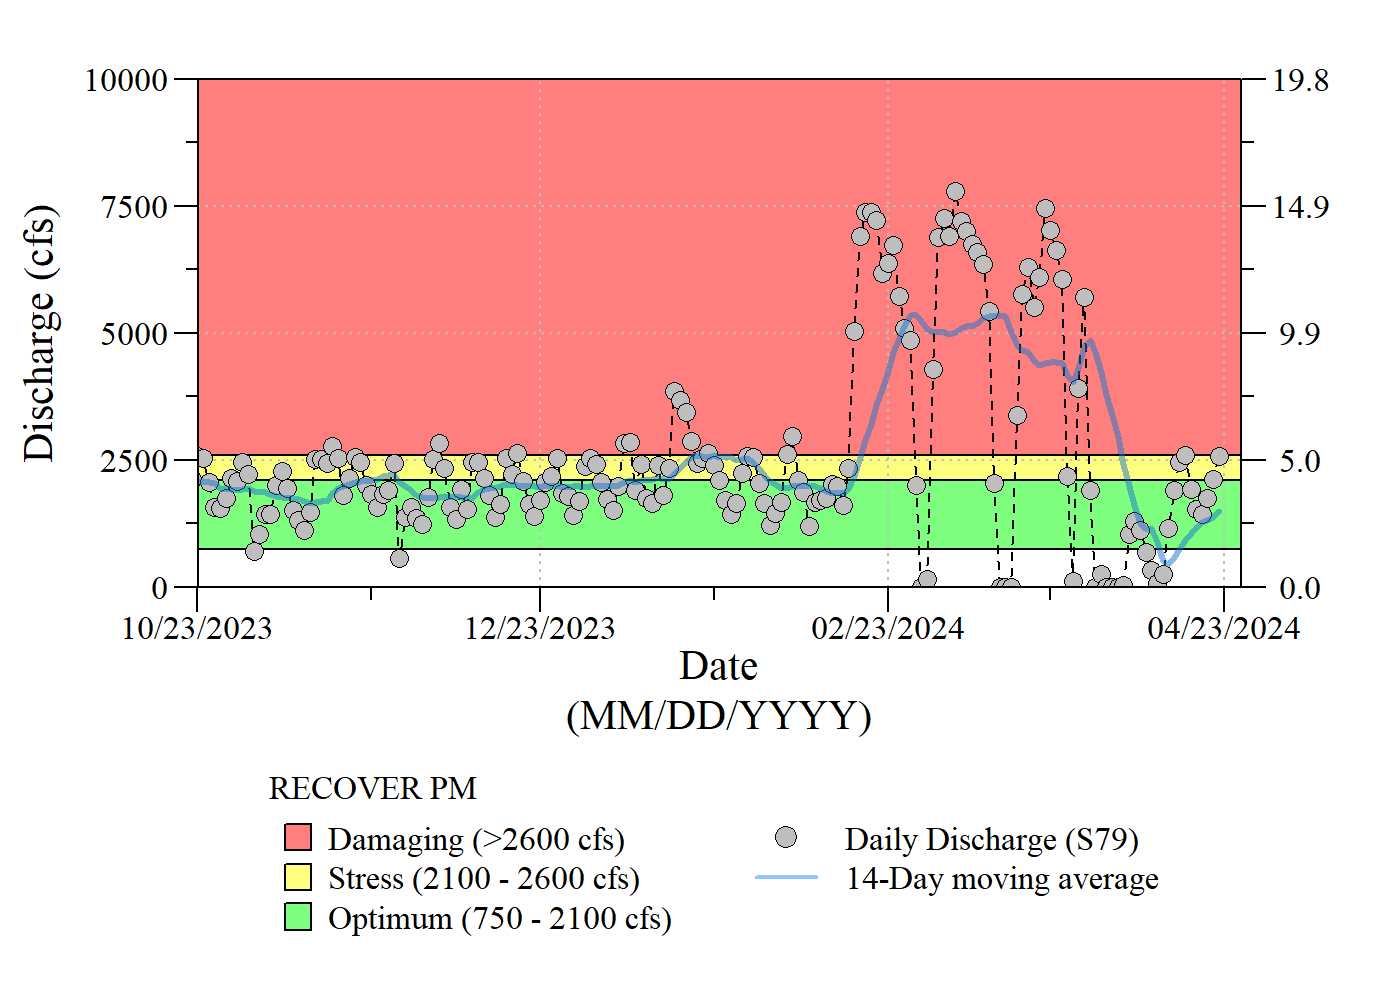 10000
7500
5000
2500
0
Discharge (cfs)
19.8
14.9
9.9
5.0
0.0
10/23/2023
12/23/2023
02/23/2024
04/23/2024
Date
(MM/DD/YYYY)
RECOVER PM
Damaging (>2600 cfs)
Stress (2100 - 2600 cfs)
Optimum (750 - 2100 cfs)
Daily Discharge (S79)
14-Day moving average